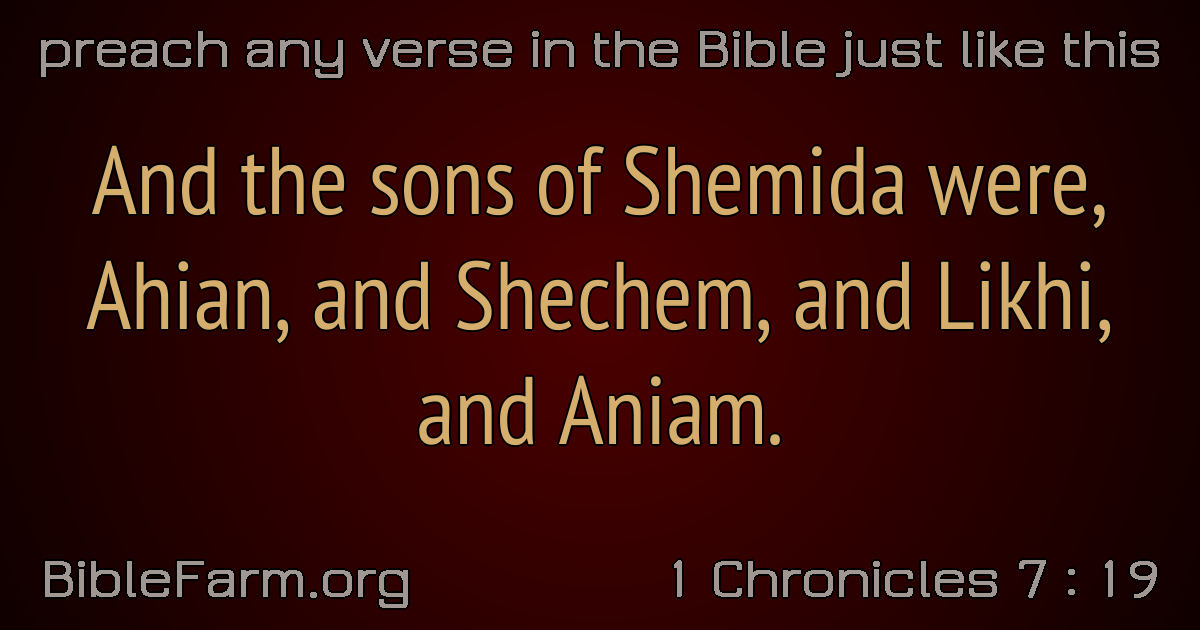 preach any verse in the Bible just like this
And the sons of Shemida were,
Ahian, and Shechem, and Likhi,
and Aniam.
BibleFarm.org
1 Chronicles 7 : 19